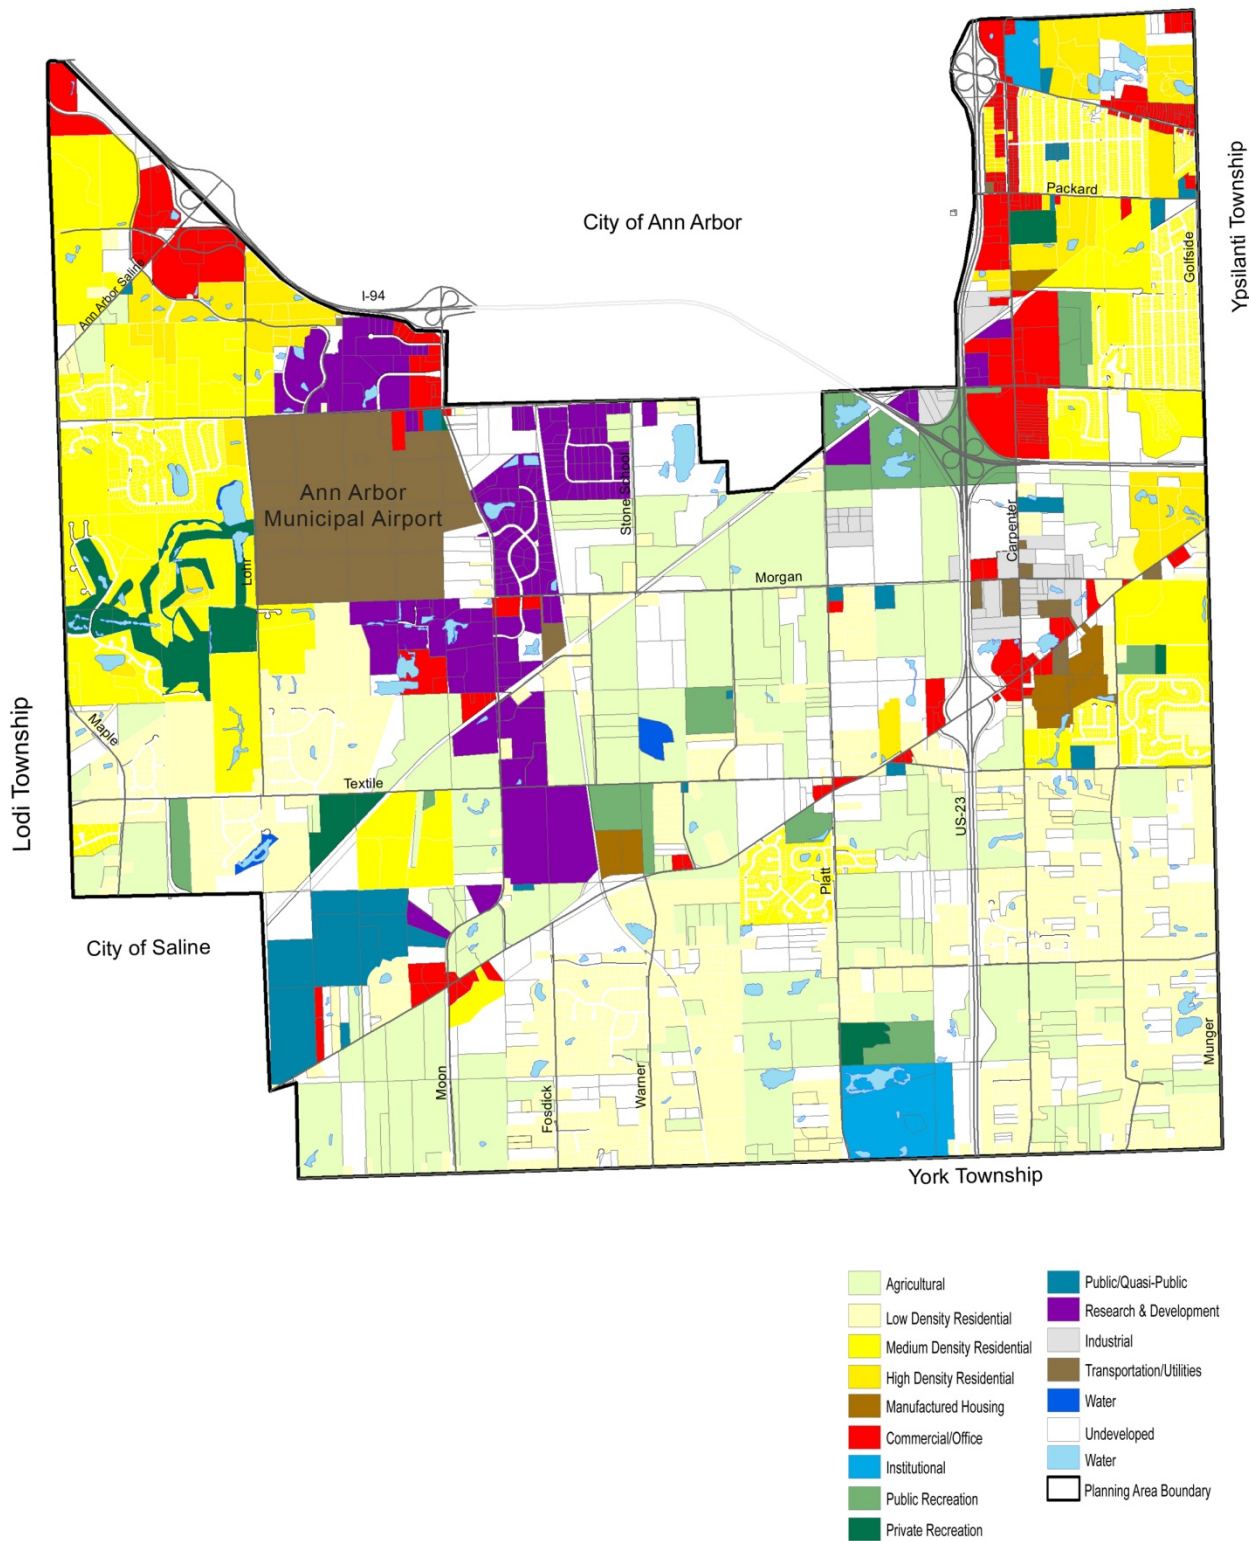 City of Ann Arbor
Ypsilanti Township
Packard
Golfside
Ann Arbor Saline
I-94
Ann Arbor
Municipal Airport
Stone School
Lohr
Morgan
Carpenter
Lodi Township
Maple
Textile
US-23
Platt
City of Saline
Moon
Fosdick
Warner
Munger
York Township
Agricultural
Low Density Residential
Medium Density Residential
High Density Residential
Manufactured Housing
Commercial/Office
Institutional
Public Recreation
Private Recreation
Public/Quasi-Public
Research & Development
Industrial
Transportation/Utilities
Water
Undeveloped
Water
Planning Area Boundary